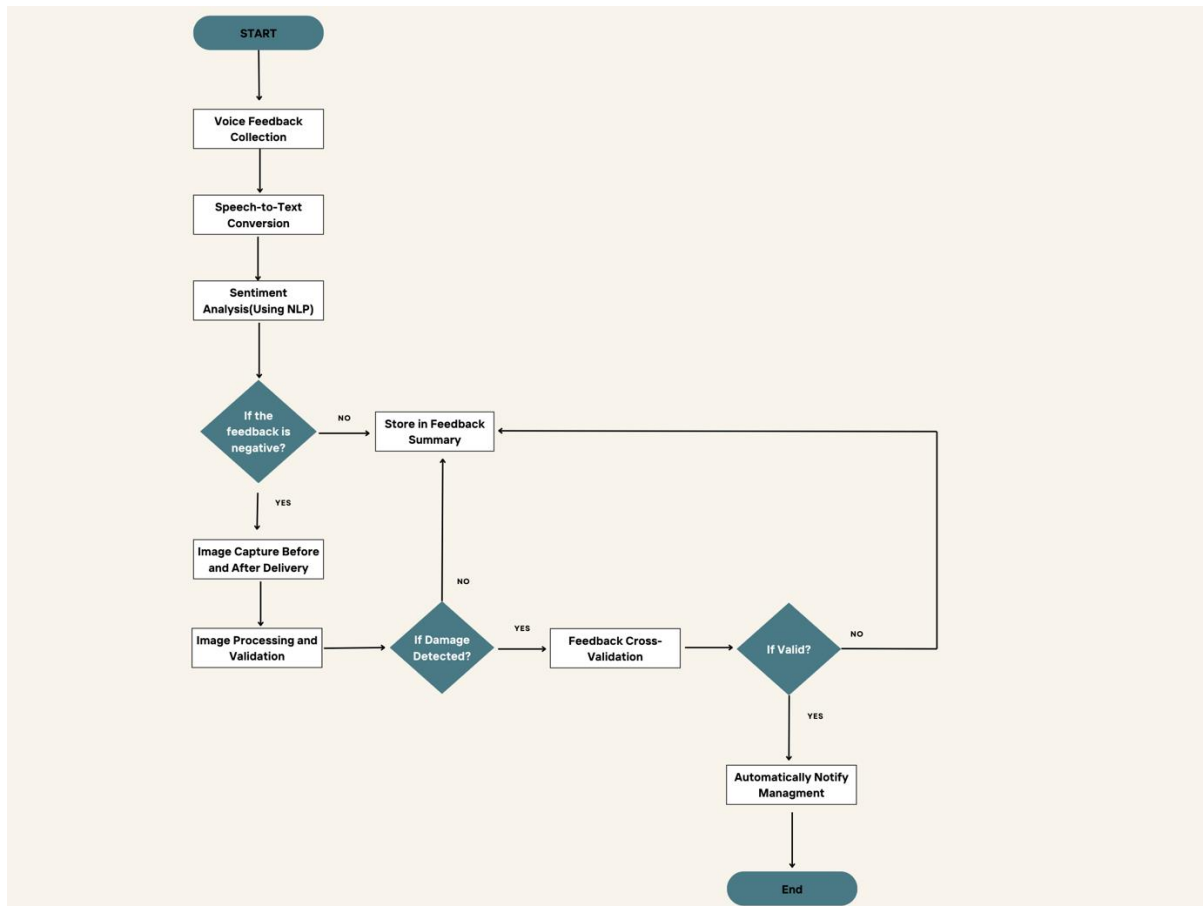 START
Voice Feedback
Collection
Speech-to-Text
Conversion
Sentiment
Analysis(Using NLP)
If the
feedback is
negative?
NO
Store in Feedback
Summary
YES
Image Capture Before
and After Delivery
Image Processing and
Validation
NO
If Damage
Detected?
YES
Feedback Cross-
Validation
If Valid?
NO
YES
Automatically Notify
Managment
End